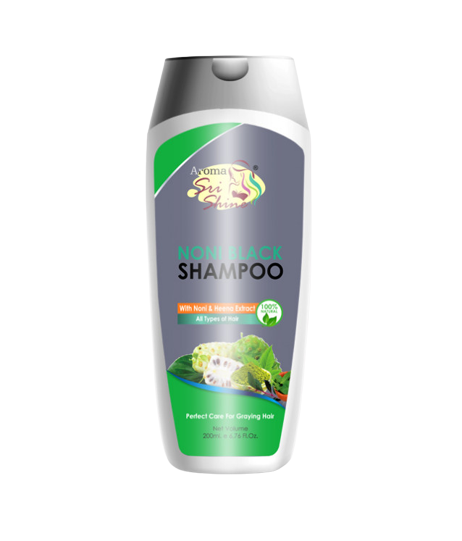 Aroma
Sri
Shine
®
NONI BLACK
SHAMPOO
With Noni & Heena Extract
All Types of Hair
100%
NATURAL
Perfect Care For Graying Hair
Net Volume
200ml e 6.76 fl.Oz.